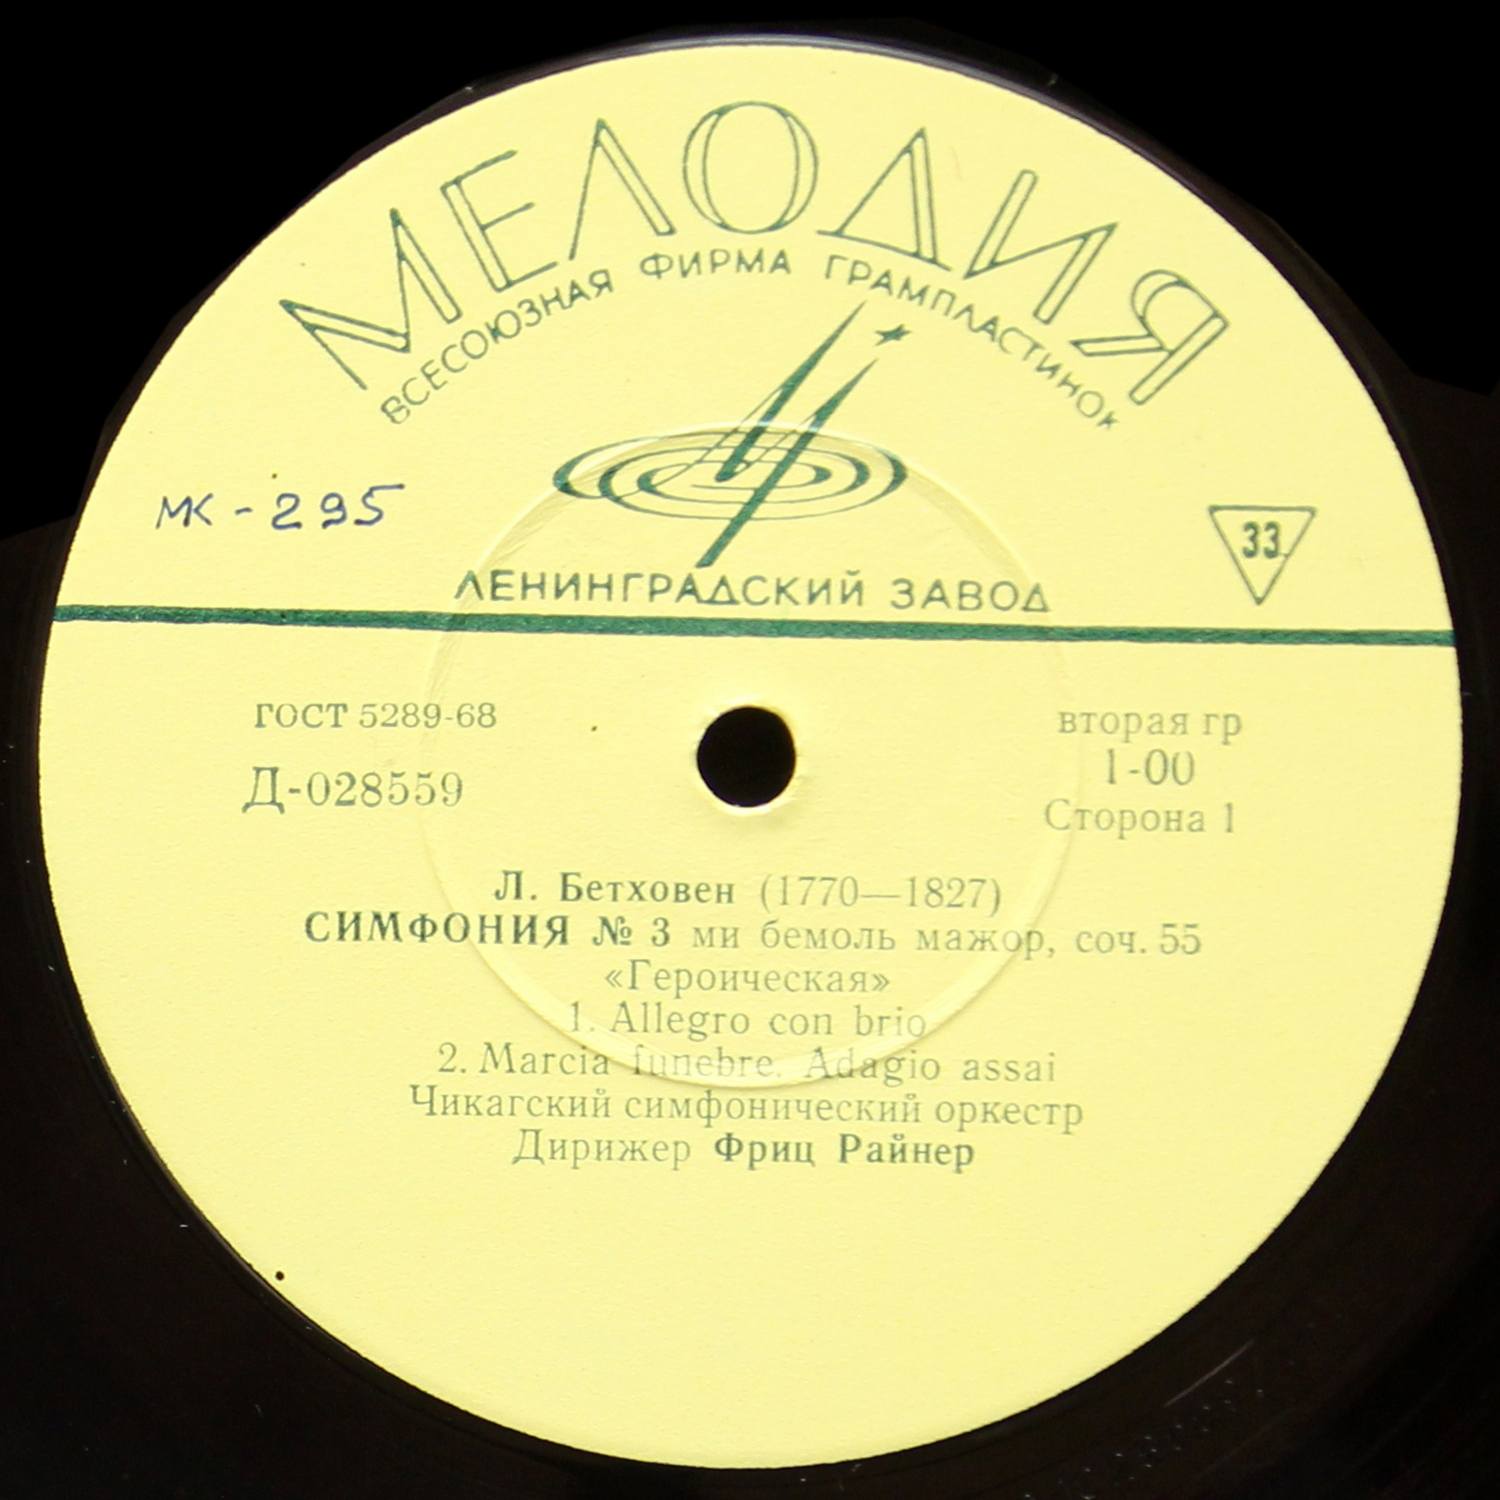 МЕЛОДИЯ
ВСЕСОЮЗНАЯ ФИРМА ГРАМПЛАСТИНОК
МК-295
33
ЛЕНИНГРАДСКИЙ ЗАВОД
ГОСТ 5289-68
Д-028559
вторая гр
1-00
Сторона 1
Л. Бетховен (1770—1827)
СИМФОНИЯ № 3 ми бемоль мажор, соч. 55
«Героическая»
1. Allegro con brio
2. Marcia funebre. Adagio assai
Чикагский симфонический оркестр
Дирижер Фриц Райнер